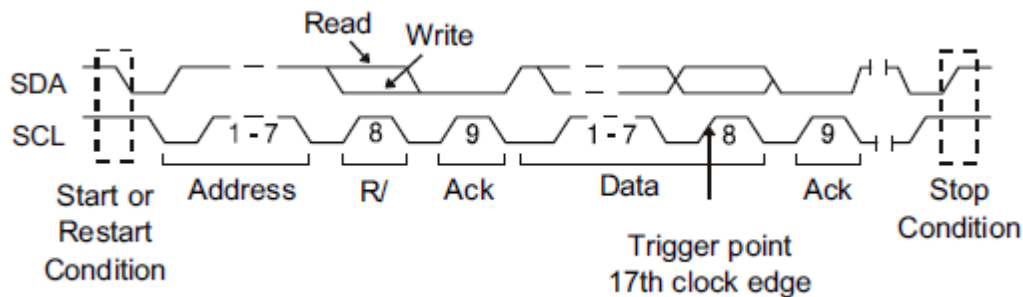 Read
Write
SDA
SCL
1 - 7
8
9
1 - 7
8
9
Address
R/
Ack
Data
Ack
Start or
Restart
Condition
Stop
Condition
Trigger point
17th clock edge